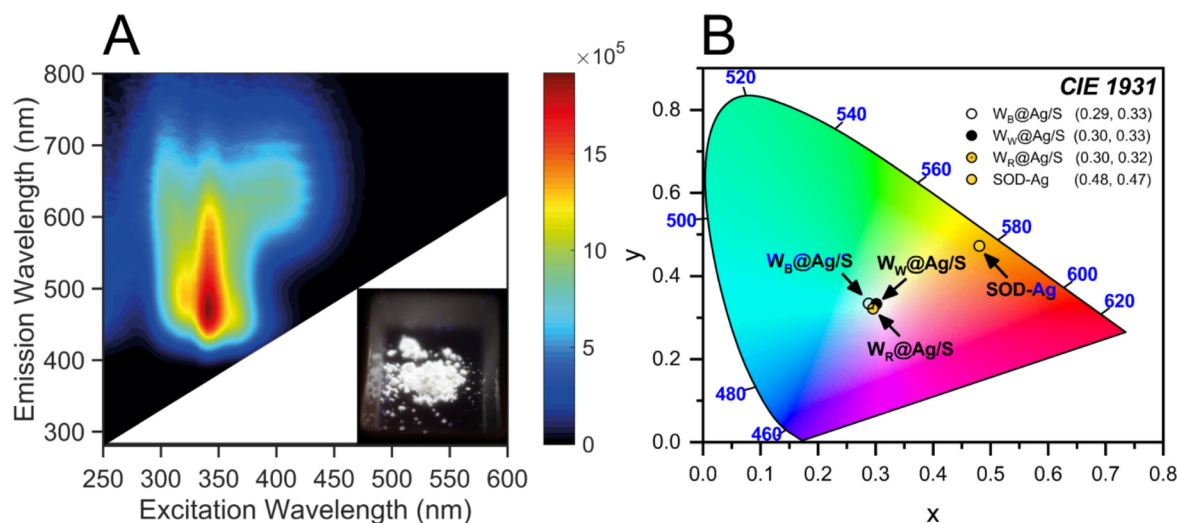 A
×10⁵
800
700
600
500
400
300
Emission Wavelength (nm)
250 300 350 400 450 500 550 600
Excitation Wavelength (nm)
15
10
5
0
B
CIE 1931
W_B@Ag/S (0.29, 0.33)
W_W@Ag/S (0.30, 0.33)
W_R@Ag/S (0.30, 0.32)
SOD-Ag (0.48, 0.47)
520
540
560
500
580
600
620
480
460
W_B@Ag/S
W_W@Ag/S
SOD-Ag
W_R@Ag/S
0.8
0.6
0.4
0.2
0.0
y
0.0 0.1 0.2 0.3 0.4 0.5 0.6 0.7 0.8
x